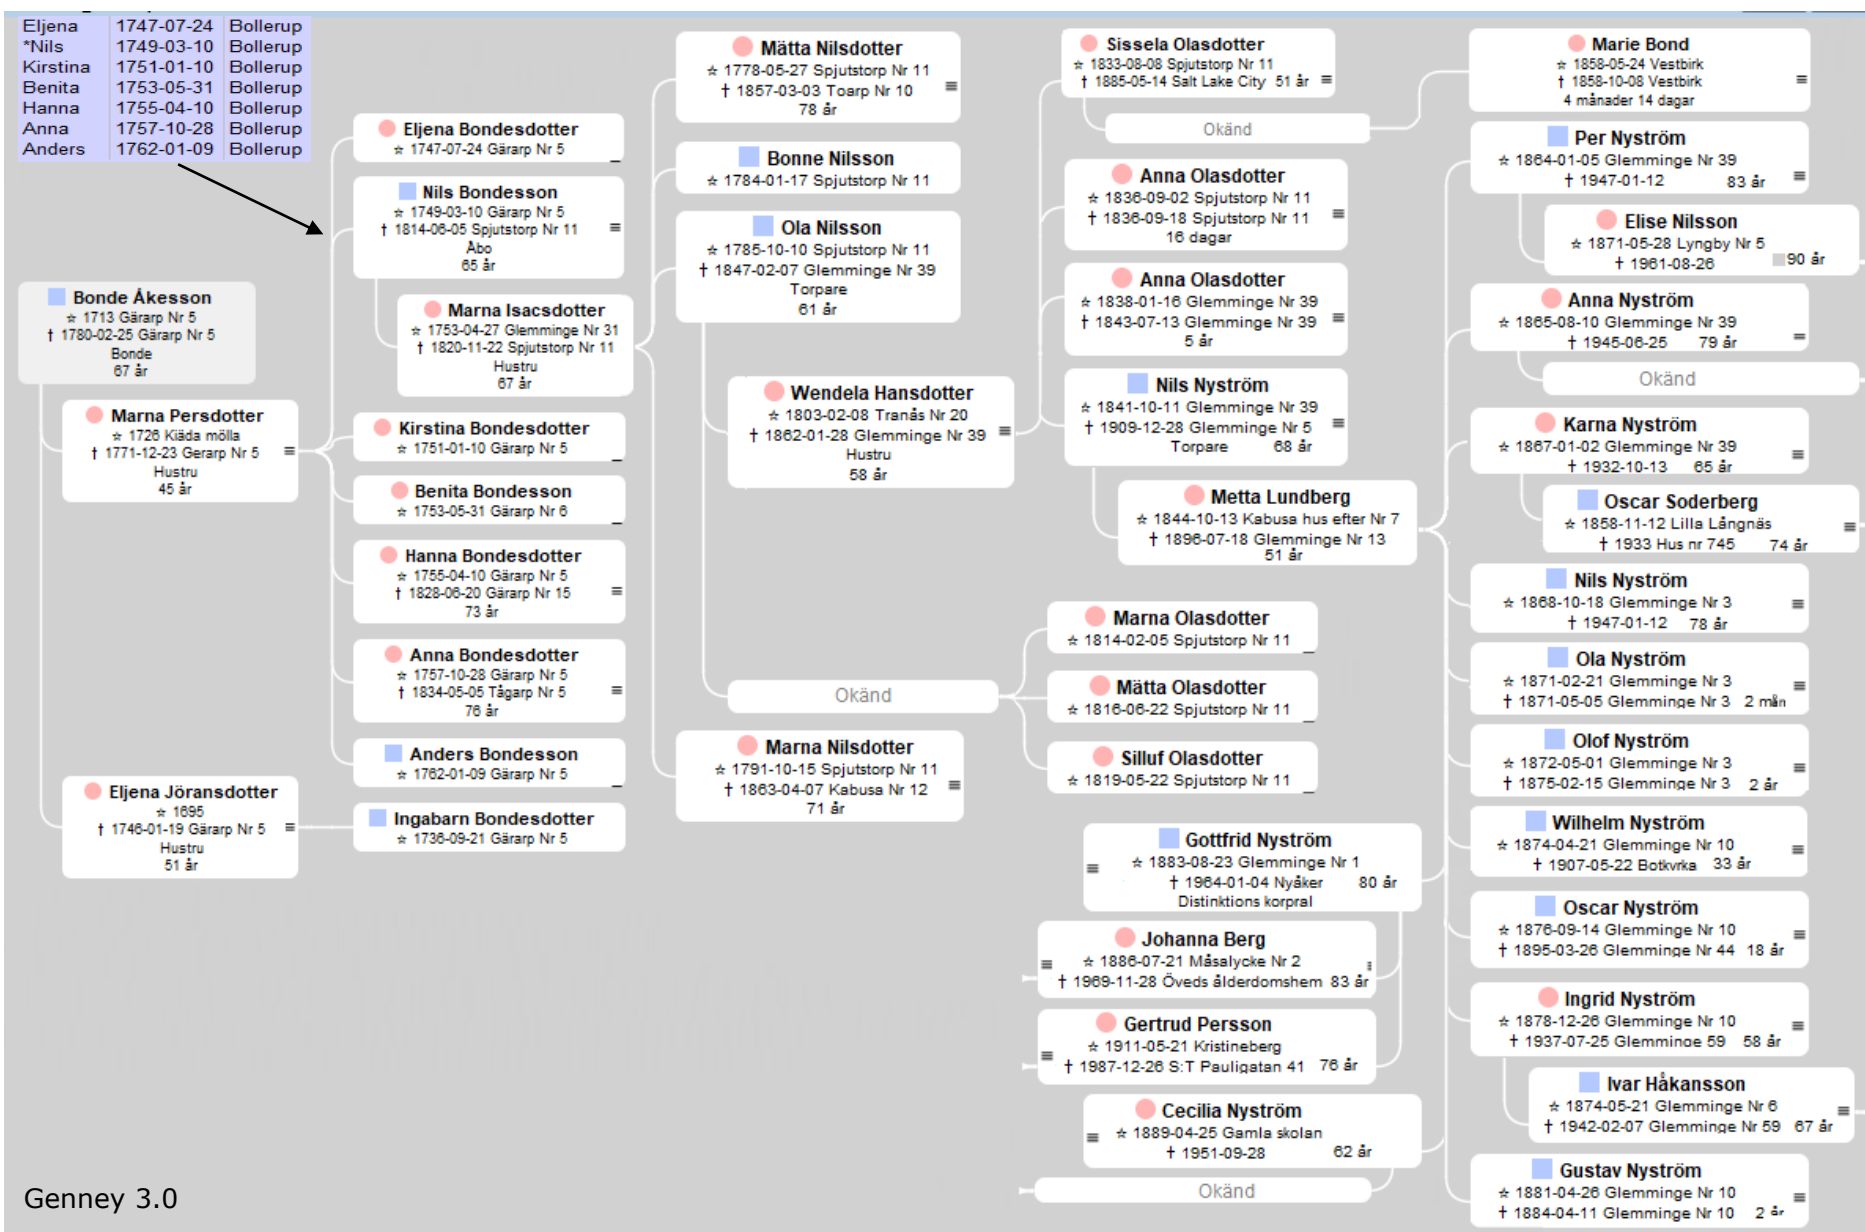 Eljena 1747-07-24 Bollerup
*Nils 1749-03-10 Bollerup
Kirstina 1751-01-10 Bollerup
Benita 1753-05-31 Bollerup
Hanna 1755-04-10 Bollerup
Anna 1757-10-28 Bollerup
Anders 1762-01-09 Bollerup
Bonde Åkesson
☆ 1713 Gärarp Nr 5
† 1780-02-25 Gärarp Nr 5
Bonde
67 år
Marna Persdotter
☆ 1726 Kiäda mölla
† 1771-12-23 Gerarp Nr 5
Hustru
45 år
Eljena Jöransdotter
☆ 1695
† 1746-01-19 Gärarp Nr 5
Hustru
51 år
Eljena Bondesdotter
☆ 1747-07-24 Gärarp Nr 5
Nils Bondesson
☆ 1749-03-10 Gärarp Nr 5
† 1814-06-05 Spjutstorp Nr 11
Åbo
65 år
Marna Isacsdotter
☆ 1753-04-27 Glemminge Nr 31
† 1820-11-22 Spjutstorp Nr 11
Hustru
67 år
Kirstina Bondesdotter
☆ 1751-01-10 Gärarp Nr 5
Benita Bondesson
☆ 1753-05-31 Gärarp Nr 6
Hanna Bondesdotter
☆ 1755-04-10 Gärarp Nr 5
† 1828-06-20 Gärarp Nr 15
73 år
Anna Bondesdotter
☆ 1757-10-28 Gärarp Nr 5
† 1834-05-05 Tågarp Nr 5
76 år
Anders Bondesson
☆ 1762-01-09 Gärarp Nr 5
Ingabarn Bondesdotter
☆ 1736-09-21 Gärarp Nr 5
Mätta Nilsdotter
☆ 1778-05-27 Spjutstorp Nr 11
† 1857-03-03 Toarp Nr 10
78 år
Bonne Nilsson
☆ 1784-01-17 Spjutstorp Nr 11
Ola Nilsson
☆ 1785-10-10 Spjutstorp Nr 11
† 1847-02-07 Glemminge Nr 39
Torpare
61 år
Wendela Hansdotter
☆ 1803-02-08 Tranås Nr 20
† 1862-01-28 Glemminge Nr 39
Hustru
58 år
Okänd
Marna Nilsdotter
☆ 1791-10-15 Spjutstorp Nr 11
† 1863-04-07 Kabusa Nr 12
71 år
Sissela Olasdotter
☆ 1833-08-08 Spjutstorp Nr 11
† 1885-05-14 Salt Lake City 51 år
Okänd
Anna Olasdotter
☆ 1836-09-02 Spjutstorp Nr 11
† 1836-09-18 Spjutstorp Nr 11
16 dagar
Anna Olasdotter
☆ 1838-01-16 Glemminge Nr 39
† 1843-07-13 Glemminge Nr 39
5 år
Nils Nyström
☆ 1841-10-11 Glemminge Nr 39
† 1909-12-28 Glemminge Nr 5
Torpare 68 år
Metta Lundberg
☆ 1844-10-13 Kabusa hus efter Nr 7
† 1896-07-18 Glemminge Nr 13
51 år
Marna Olasdotter
☆ 1814-02-05 Spjutstorp Nr 11
Mätta Olasdotter
☆ 1816-06-22 Spjutstorp Nr 11
Silluf Olasdotter
☆ 1819-05-22 Spjutstorp Nr 11
Gottfrid Nyström
☆ 1883-08-23 Glemminge Nr 1
† 1964-01-04 Nyåker 80 år
Distinktions korpral
Johanna Berg
☆ 1886-07-21 Måsalycke Nr 2
† 1969-11-28 Öveds ålderdomshem 83 år
Gertrud Persson
☆ 1911-05-21 Kristineberg
† 1987-12-26 S:T Pauligatan 41 76 år
Cecilia Nyström
☆ 1889-04-25 Gamla skolan
† 1951-09-28 62 år
Okänd
Marie Bond
☆ 1858-05-24 Vestbirk
† 1858-10-08 Vestbirk
4 månader 14 dagar
Per Nyström
☆ 1864-01-05 Glemminge Nr 39
† 1947-01-12 83 år
Elise Nilsson
☆ 1871-05-28 Lyngby Nr 5
† 1961-08-26 90 år
Anna Nyström
☆ 1865-08-10 Glemminge Nr 39
† 1945-06-25 79 år
Okänd
Karna Nyström
☆ 1867-01-02 Glemminge Nr 39
† 1932-10-13 65 år
Oscar Soderberg
☆ 1858-11-12 Lilla Långnäs
† 1933 Hus nr 745 74 år
Nils Nyström
☆ 1868-10-18 Glemminge Nr 3
† 1947-01-12 78 år
Ola Nyström
☆ 1871-02-21 Glemminge Nr 3
† 1871-05-05 Glemminge Nr 3 2 mån
Olof Nyström
☆ 1872-05-01 Glemminge Nr 3
† 1875-02-15 Glemminge Nr 3 2 år
Wilhelm Nyström
☆ 1874-04-21 Glemminge Nr 10
† 1907-05-22 Botkyrka 33 år
Oscar Nyström
☆ 1876-09-14 Glemminge Nr 10
† 1895-03-26 Glemminge Nr 44 18 år
Ingrid Nyström
☆ 1878-12-26 Glemminge Nr 10
† 1937-07-25 Glemminge 59 58 år
Ivar Håkansson
☆ 1874-05-21 Glemminge Nr 6
† 1942-02-07 Glemminge Nr 59 67 år
Gustav Nyström
☆ 1881-04-26 Glemminge Nr 10
† 1884-04-11 Glemminge Nr 10 2 år
Genney 3.0